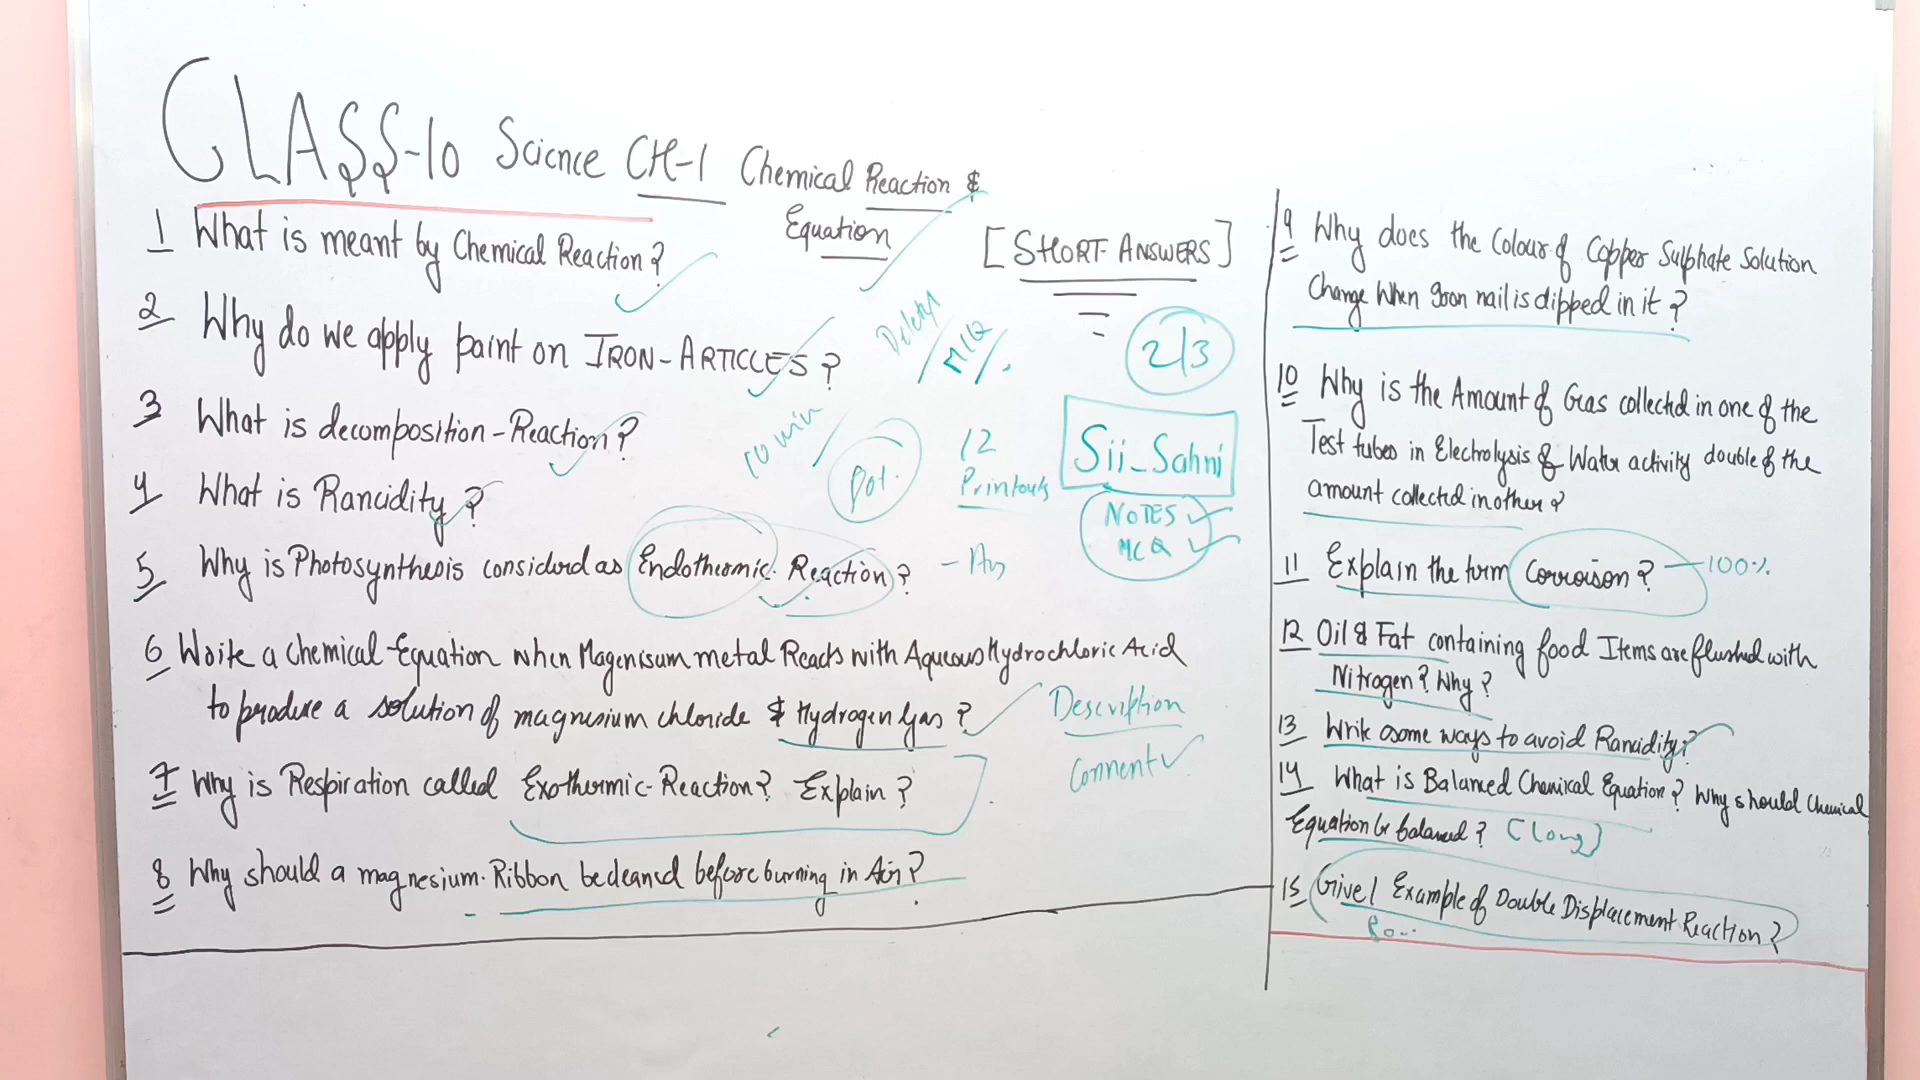 CLASS-10 Science CH-1 Chemical Reaction &
Equation
[SHORT-ANSWERS]
1 What is meant by Chemical Reaction?
2 Why do we apply paint on IRON-ARTICLES?
3 What is decomposition-Reaction?
4 What is Rancidity?
5 Why is Photosynthesis considerd as Endothermic Reaction? - Ans
6 Write a Chemical-Equation when Magenisum metal Reacts with Aqueous Hydrochloric Acid
to produce a solution of magnesium chloride & Hydrogen Gas?
7 Why is Respiration called Exothermic-Reaction? Explain?
8 Why should a magnesium-Ribbon be cleaned before burning in Air?
MCQ
2/3
10 min
12
Printouts
Sii_Sahni
NOTES
MCQ
Description
Comment
9 Why does the Colour of Copper Sulphate Solution
Change When Iron nail is dipped in it?
10 Why is the Amount of Gas collectd in one of the
Test tubes in Electrolysis of Water activity double of the
amount collected in other?
11 Explain the term Corroison? - 100%
12 Oil & Fat containing food Items are flushed with
Nitrogen? Why?
13 Write some ways to avoid Rancidity?
14 What is Balanced Chemical Equation? Why should Chemical
Equation be balanced? (long)
15 Give 1 Example of Double Displacement Reaction?